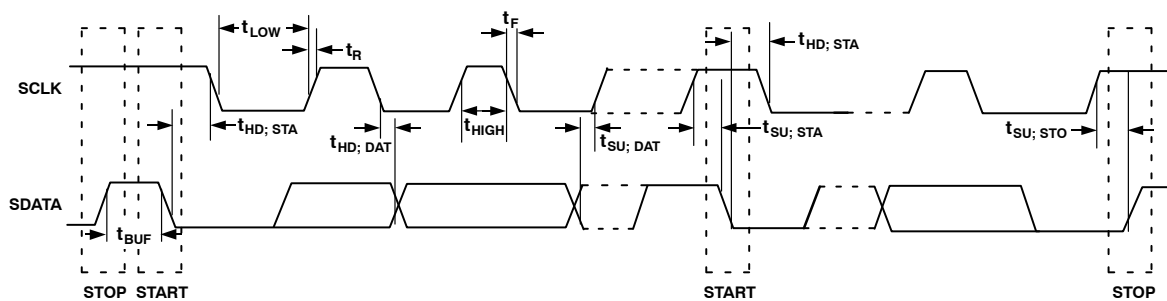 tLOW
tF
tR
tHD; STA
SCLK
tHD; STA
tHD; DAT
tHIGH
tSU; DAT
tSU; STA
tSU; STO
SDATA
tBUF
STOP
START
START
STOP